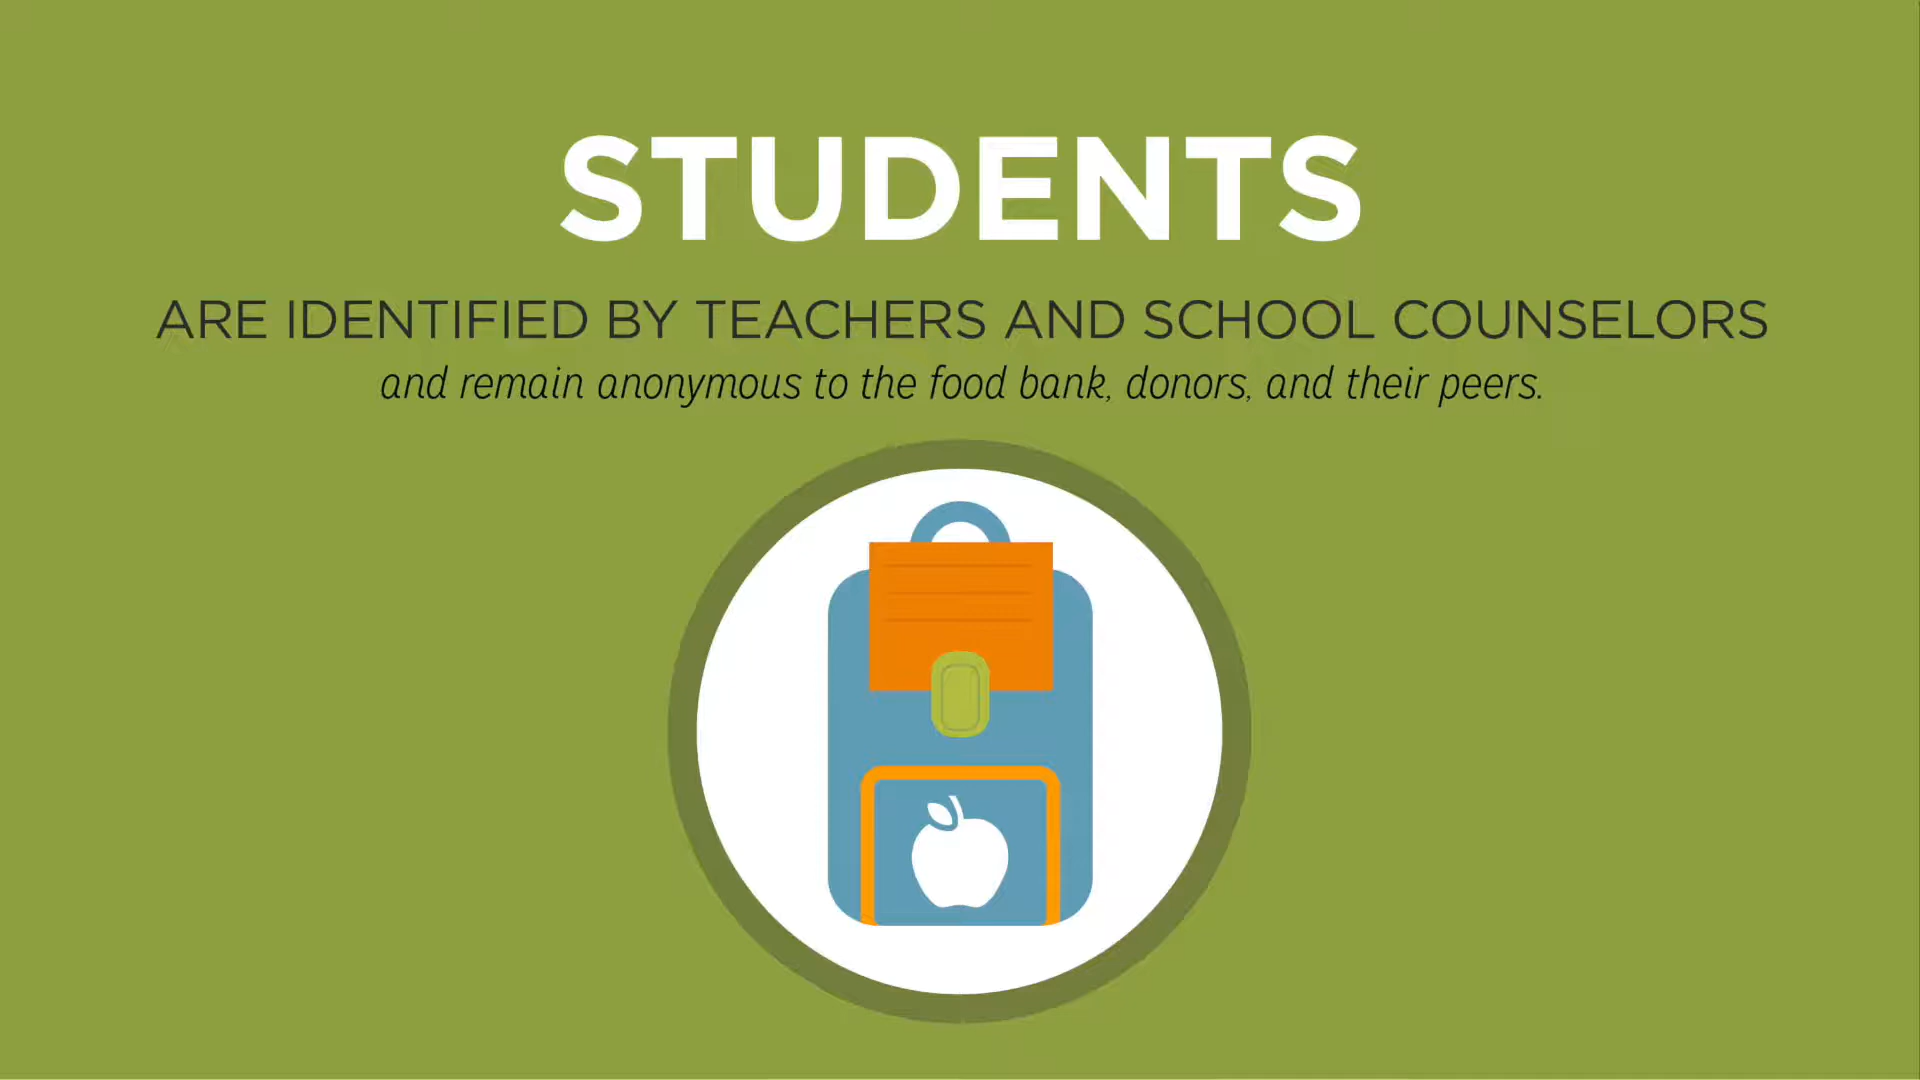 STUDENTS
ARE IDENTIFIED BY TEACHERS AND SCHOOL COUNSELORS
and remain anonymous to the food bank, donors, and their peers.